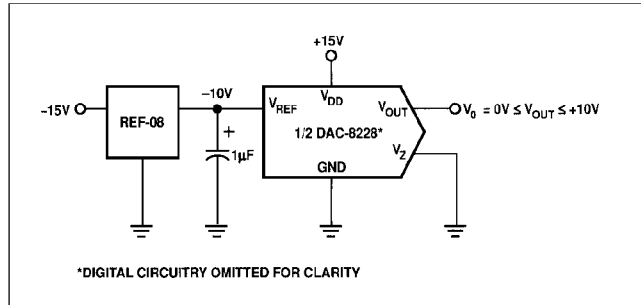 +15V
–15V
REF-08
–10V
+
1µF
V_REF
V_DD
V_OUT
1/2 DAC-8228*
V_Z
GND
V_0 = 0V ≤ V_OUT ≤ +10V
*DIGITAL CIRCUITRY OMITTED FOR CLARITY